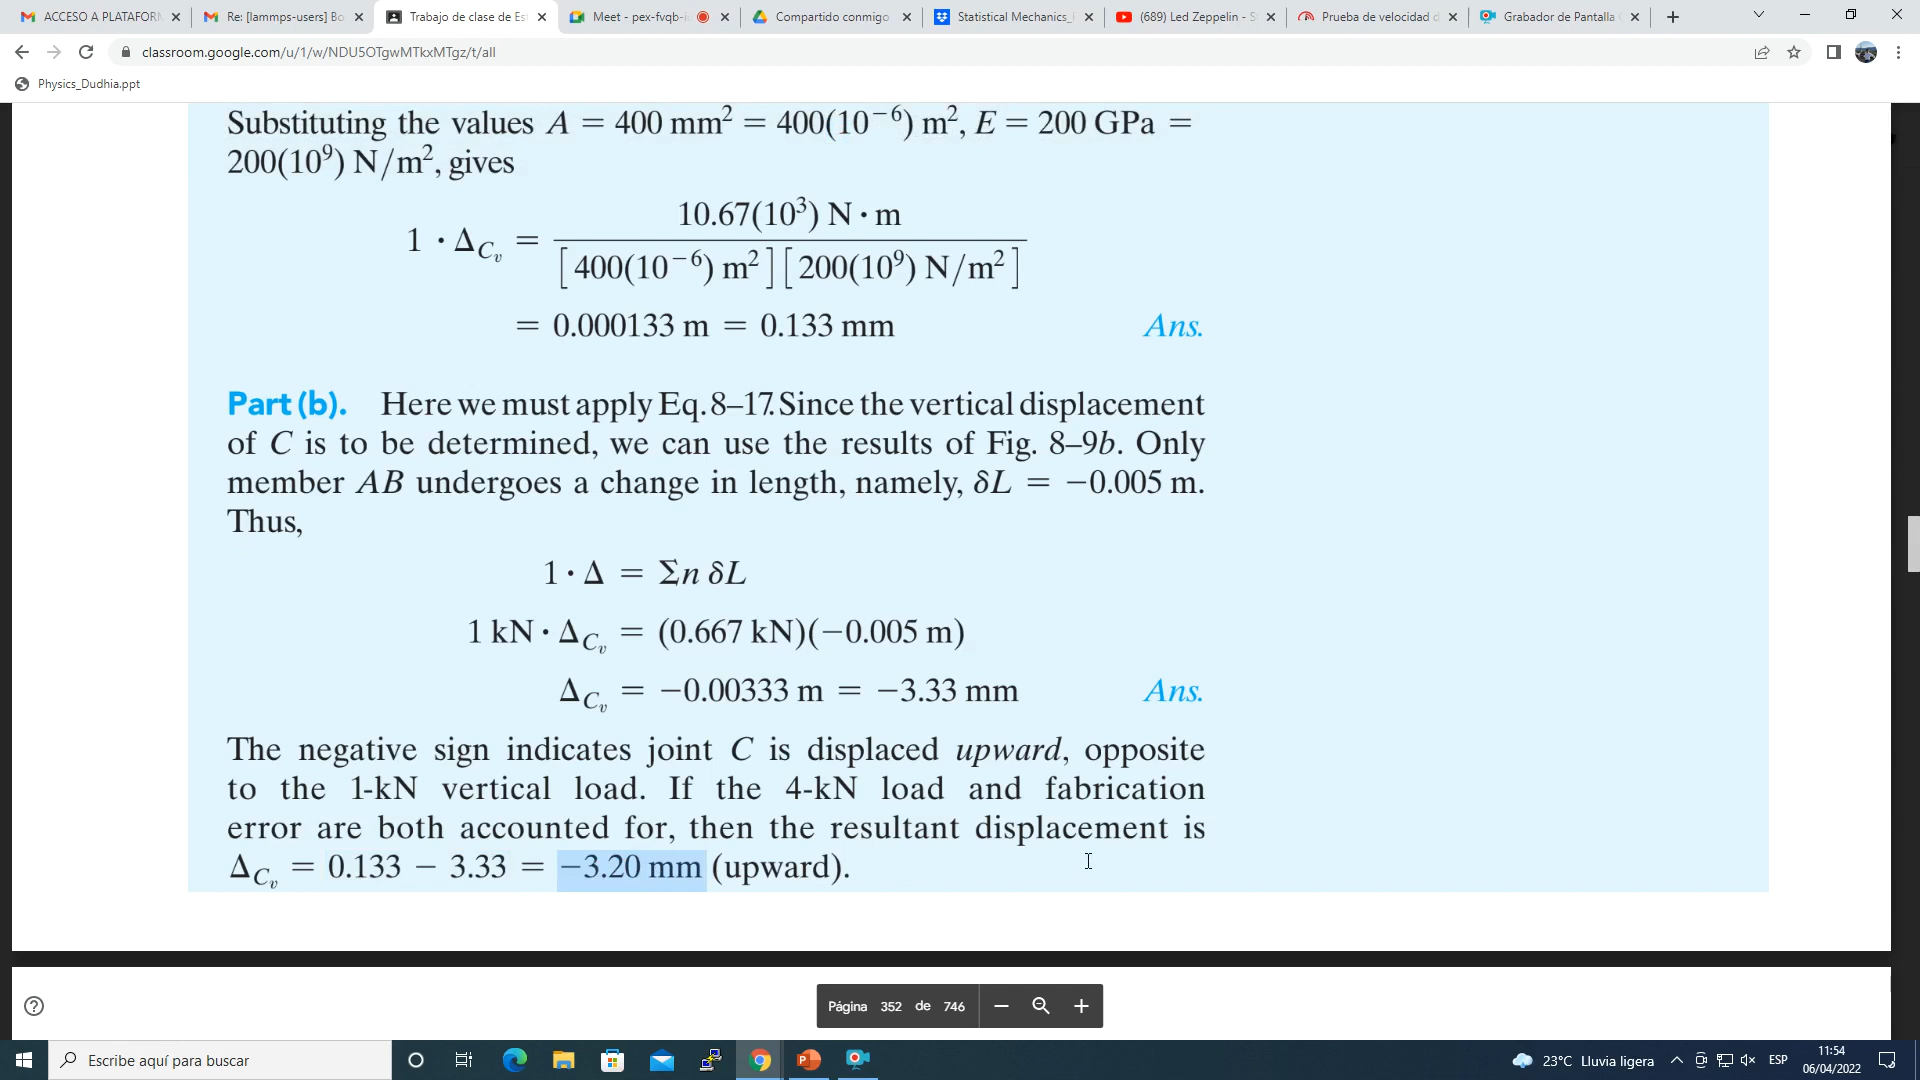 ACCESO A PLATAFOR
Re: [lammps-users] Bo
Trabajo de clase de Es
Meet - pex-fvqb-i
Compartido conmigo
Statistical Mechanics_
(689) Led Zeppelin - S
Prueba de velocidad d
Grabador de Pantalla
classroom.google.com/u/1/w/NDU5OTgwMTkxMTgz/t/all
Physics_Dudhia.ppt
Substituting the values A = 400 mm² = 400(10⁻⁶) m², E = 200 GPa =
200(10⁹) N/m², gives
1 · Δ_{C_v} = 10.67(10³) N · m / [400(10⁻⁶) m²][200(10⁹) N/m²]
= 0.000133 m = 0.133 mm Ans.
Part (b). Here we must apply Eq. 8–17. Since the vertical displacement
of C is to be determined, we can use the results of Fig. 8–9b. Only
member AB undergoes a change in length, namely, δL = −0.005 m.
Thus,
1 · Δ = Σn δL
1 kN · Δ_{C_v} = (0.667 kN)(−0.005 m)
Δ_{C_v} = −0.00333 m = −3.33 mm Ans.
The negative sign indicates joint C is displaced upward, opposite
to the 1-kN vertical load. If the 4-kN load and fabrication
error are both accounted for, then the resultant displacement is
Δ_{C_v} = 0.133 − 3.33 = −3.20 mm (upward).
Página 352 de 746
Escribe aquí para buscar
23°C Lluvia ligera
ESP
11:54
06/04/2022